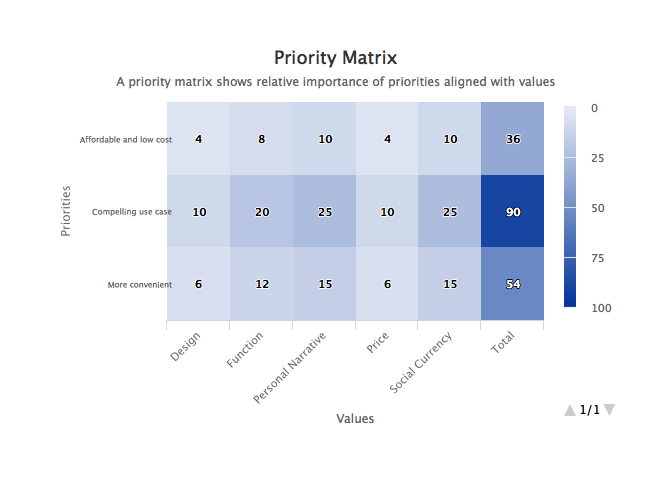 Priority Matrix
A priority matrix shows relative importance of priorities aligned with values
Priorities
Affordable and low cost 4 8 10 4 10 36
Compelling use case 10 20 25 10 25 90
More convenient 6 12 15 6 15 54
Design Function Personal Narrative Price Social Currency Total
Values
0
25
50
75
100
1/1